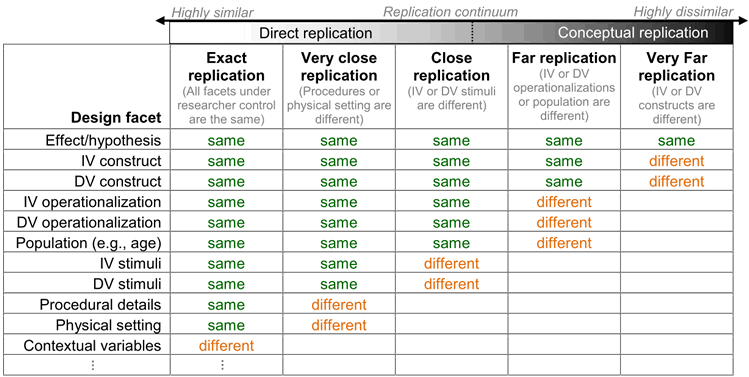 Highly similar Replication continuum Highly dissimilar
Direct replication Conceptual replication
Design facet
Exact
replication
(All facets under
researcher control
are the same)
Very close
replication
(Procedures or
physical setting are
different)
Close
replication
(IV or DV stimuli
are different)
Far replication
(IV or DV
operationalizations
or population are
different)
Very Far
replication
(IV or DV
constructs are
different)
Effect/hypothesis same same same same same
IV construct same same same same different
DV construct same same same same different
IV operationalization same same same different
DV operationalization same same same different
Population (e.g., age) same same same different
IV stimuli same same different
DV stimuli same same different
Procedural details same different
Physical setting same different
Contextual variables different
⋮ ⋮